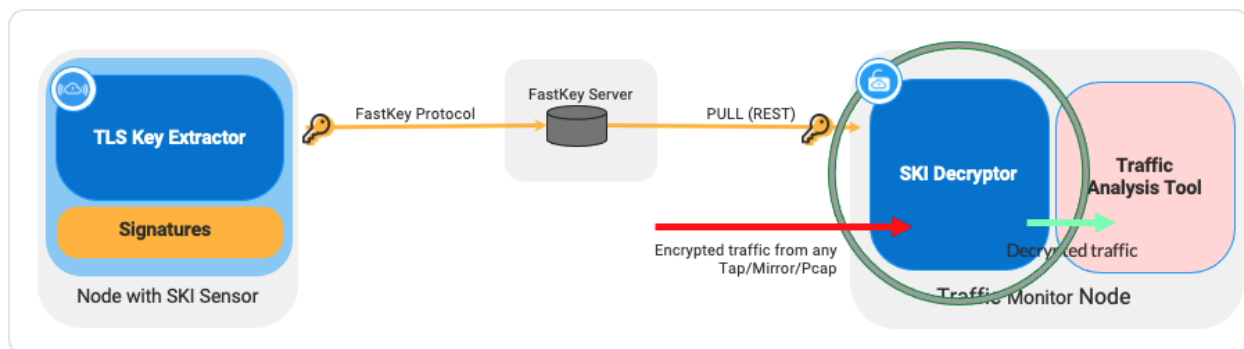 TLS Key Extractor
Signatures
Node with SKI Sensor
FastKey Protocol
FastKey Server
PULL (REST)
Encrypted traffic from any
Tap/Mirror/Pcap
SKI Decryptor
Decrypted traffic
Traffic
Analysis Tool
Traffic Monitor Node